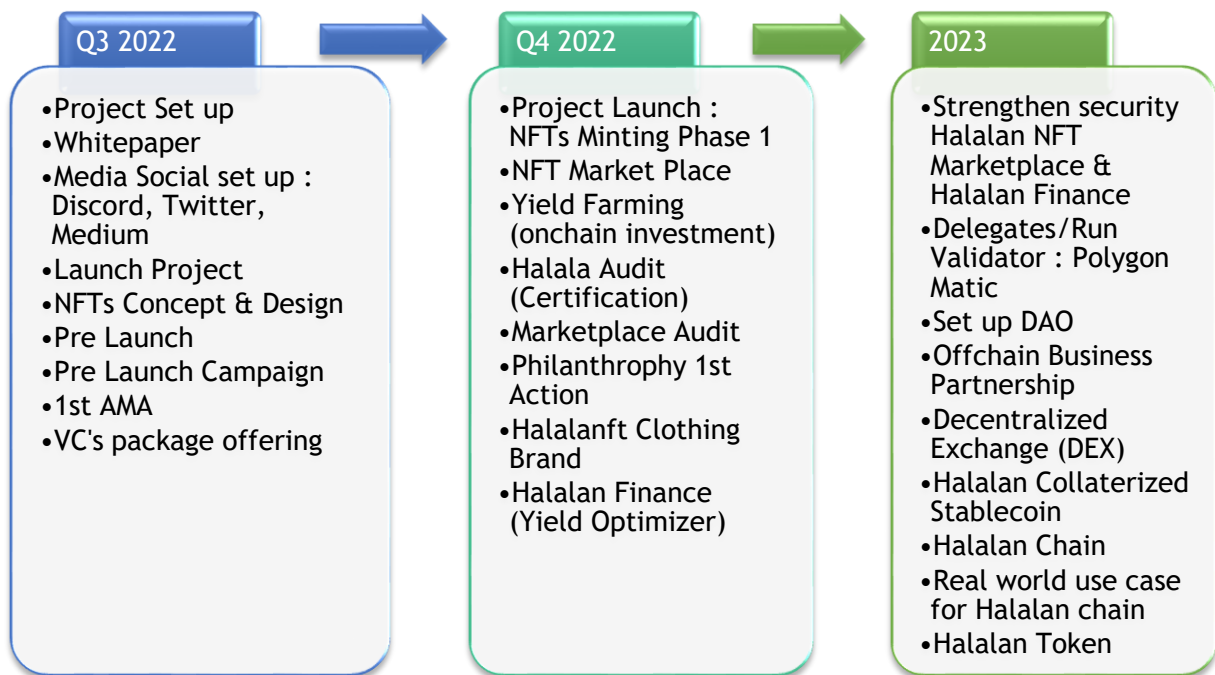 Q3 2022
•Project Set up
•Whitepaper
•Media Social set up :
Discord, Twitter,
Medium
•Launch Project
•NFTs Concept & Design
•Pre Launch
•Pre Launch Campaign
•1st AMA
•VC's package offering
Q4 2022
•Project Launch :
NFTs Minting Phase 1
•NFT Market Place
•Yield Farming
(onchain investment)
•Halala Audit
(Certification)
•Marketplace Audit
•Philanthrophy 1st
Action
•Halalanft Clothing
Brand
•Halalan Finance
(Yield Optimizer)
2023
•Strengthen security
Halalan NFT
Marketplace &
Halalan Finance
•Delegates/Run
Validator : Polygon
Matic
•Set up DAO
•Offchain Business
Partnership
•Decentralized
Exchange (DEX)
•Halalan Collaterized
Stablecoin
•Halalan Chain
•Real world use case
for Halalan chain
•Halalan Token